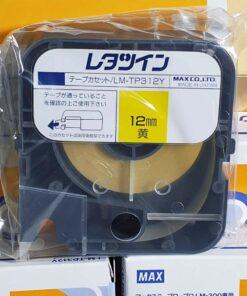 レタツイン
テープカセット/LM-TP312Y
MAX CO.,LTD.
MADE IN JAPAN
テープが通っていること
を確認の上ご使用下さい
12mm
黄
MAX